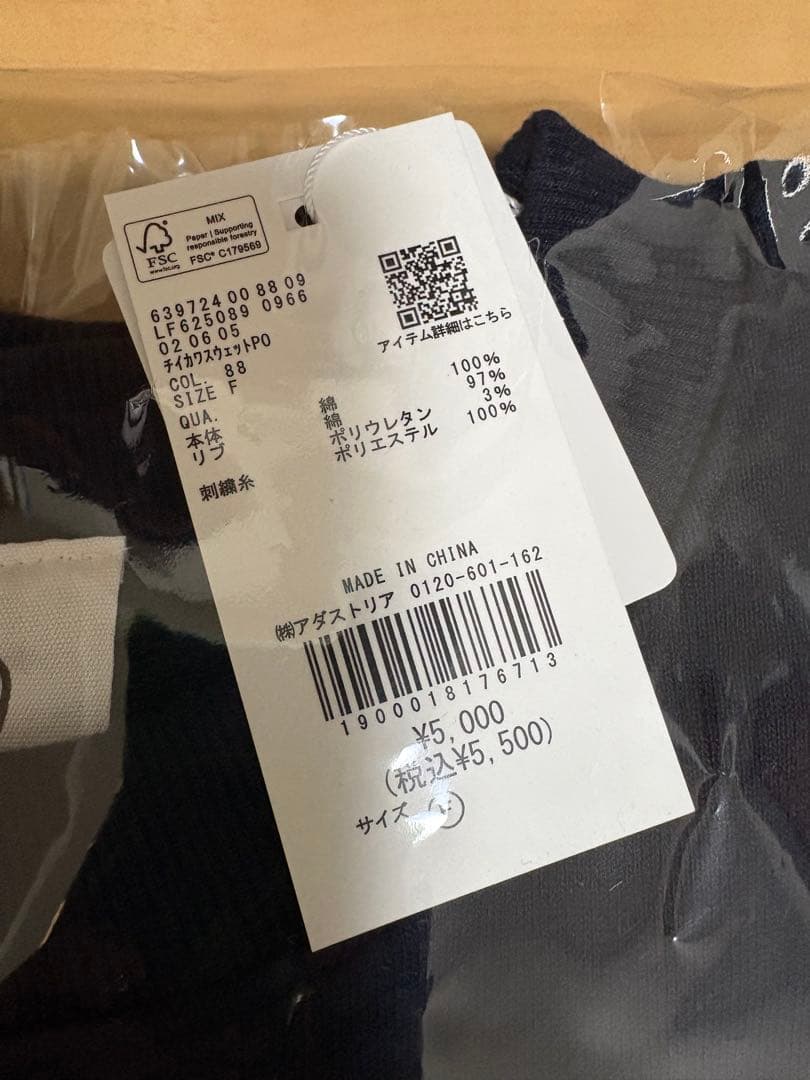 MIX
Paper | Supporting
responsible forestry
FSC® C179569
FSC
www.fsc.org
639724 00 88 09
LF625089 0966
02 06 05
チイカワスウェットPO
COL. 88
SIZE F
QUA.
本体 綿 100%
リブ 綿 97%
ポリウレタン 3%
刺繍糸 ポリエステル 100%
アイテム詳細はこちら
MADE IN CHINA
㈱アダストリア 0120-601-162
1900018176713
¥5,000
(税込¥5,500)
サイズ F